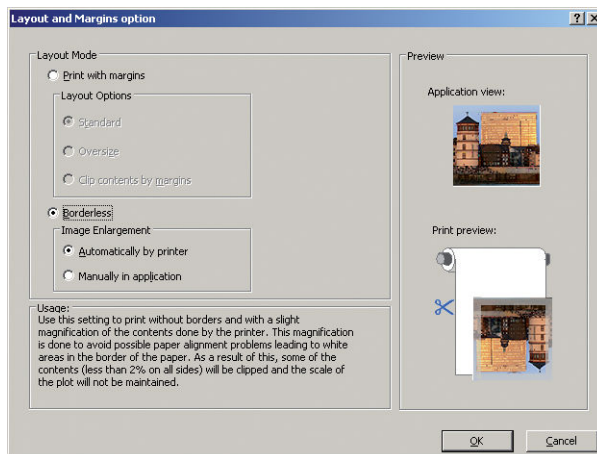 Layout and Margins option
Layout Mode
Print with margins
Layout Options
Standard
Oversize
Clip contents by margins
Borderless
Image Enlargement
Automatically by printer
Manually in application
Usage:
Use this setting to print without borders and with a slight
magnification of the contents done by the printer. This magnification
is done to avoid possible paper alignment problems leading to white
areas in the border of the paper. As a result of this, some of the
contents (less than 2% on all sides) will be clipped and the scale of
the plot will not be maintained.
Preview
Application view:
Print preview:
OK
Cancel